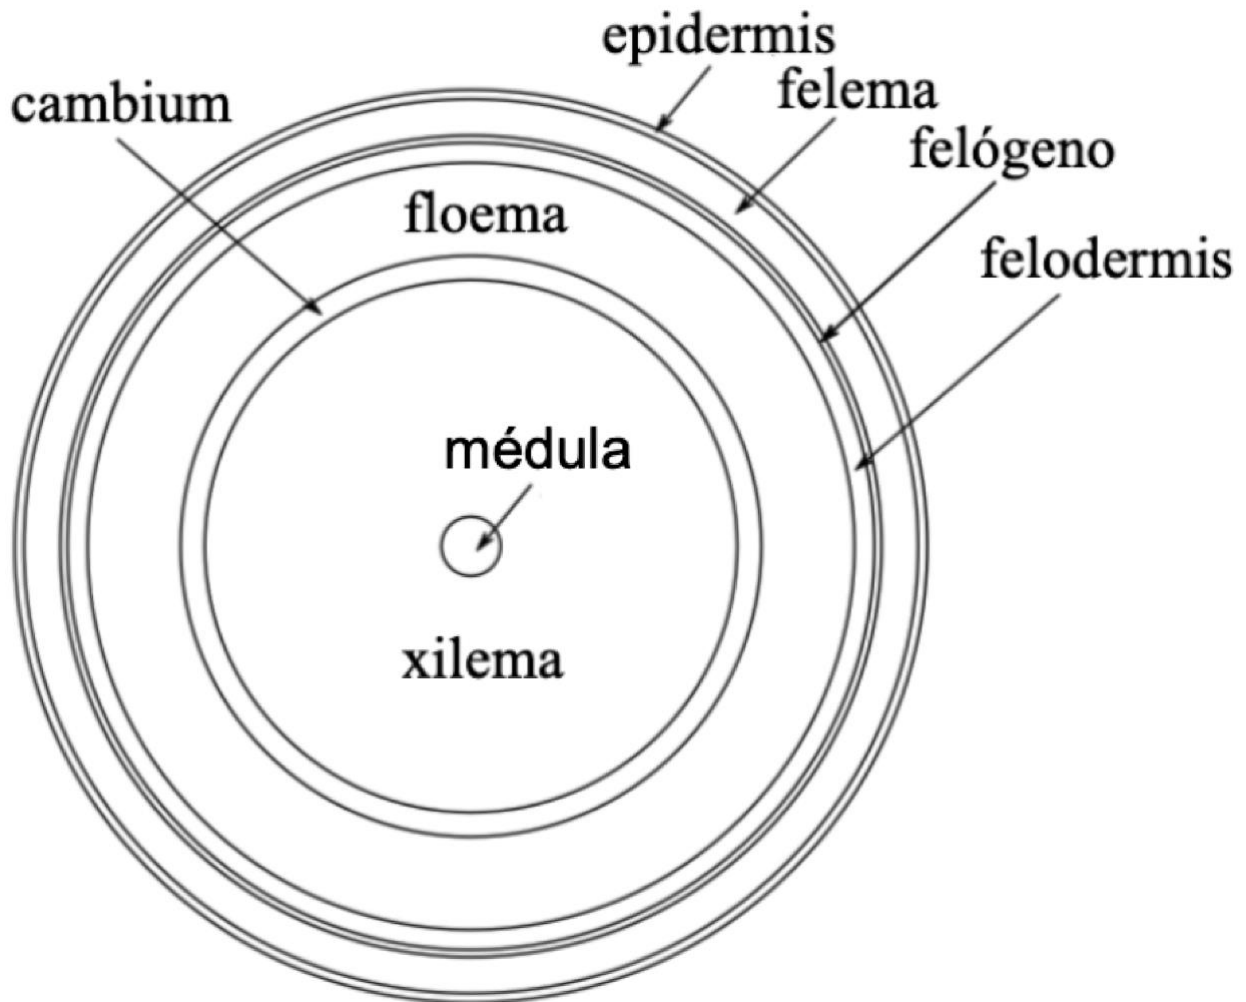 epidermis
cambium
felema
felógeno
floema
felodermis
médula
xilema